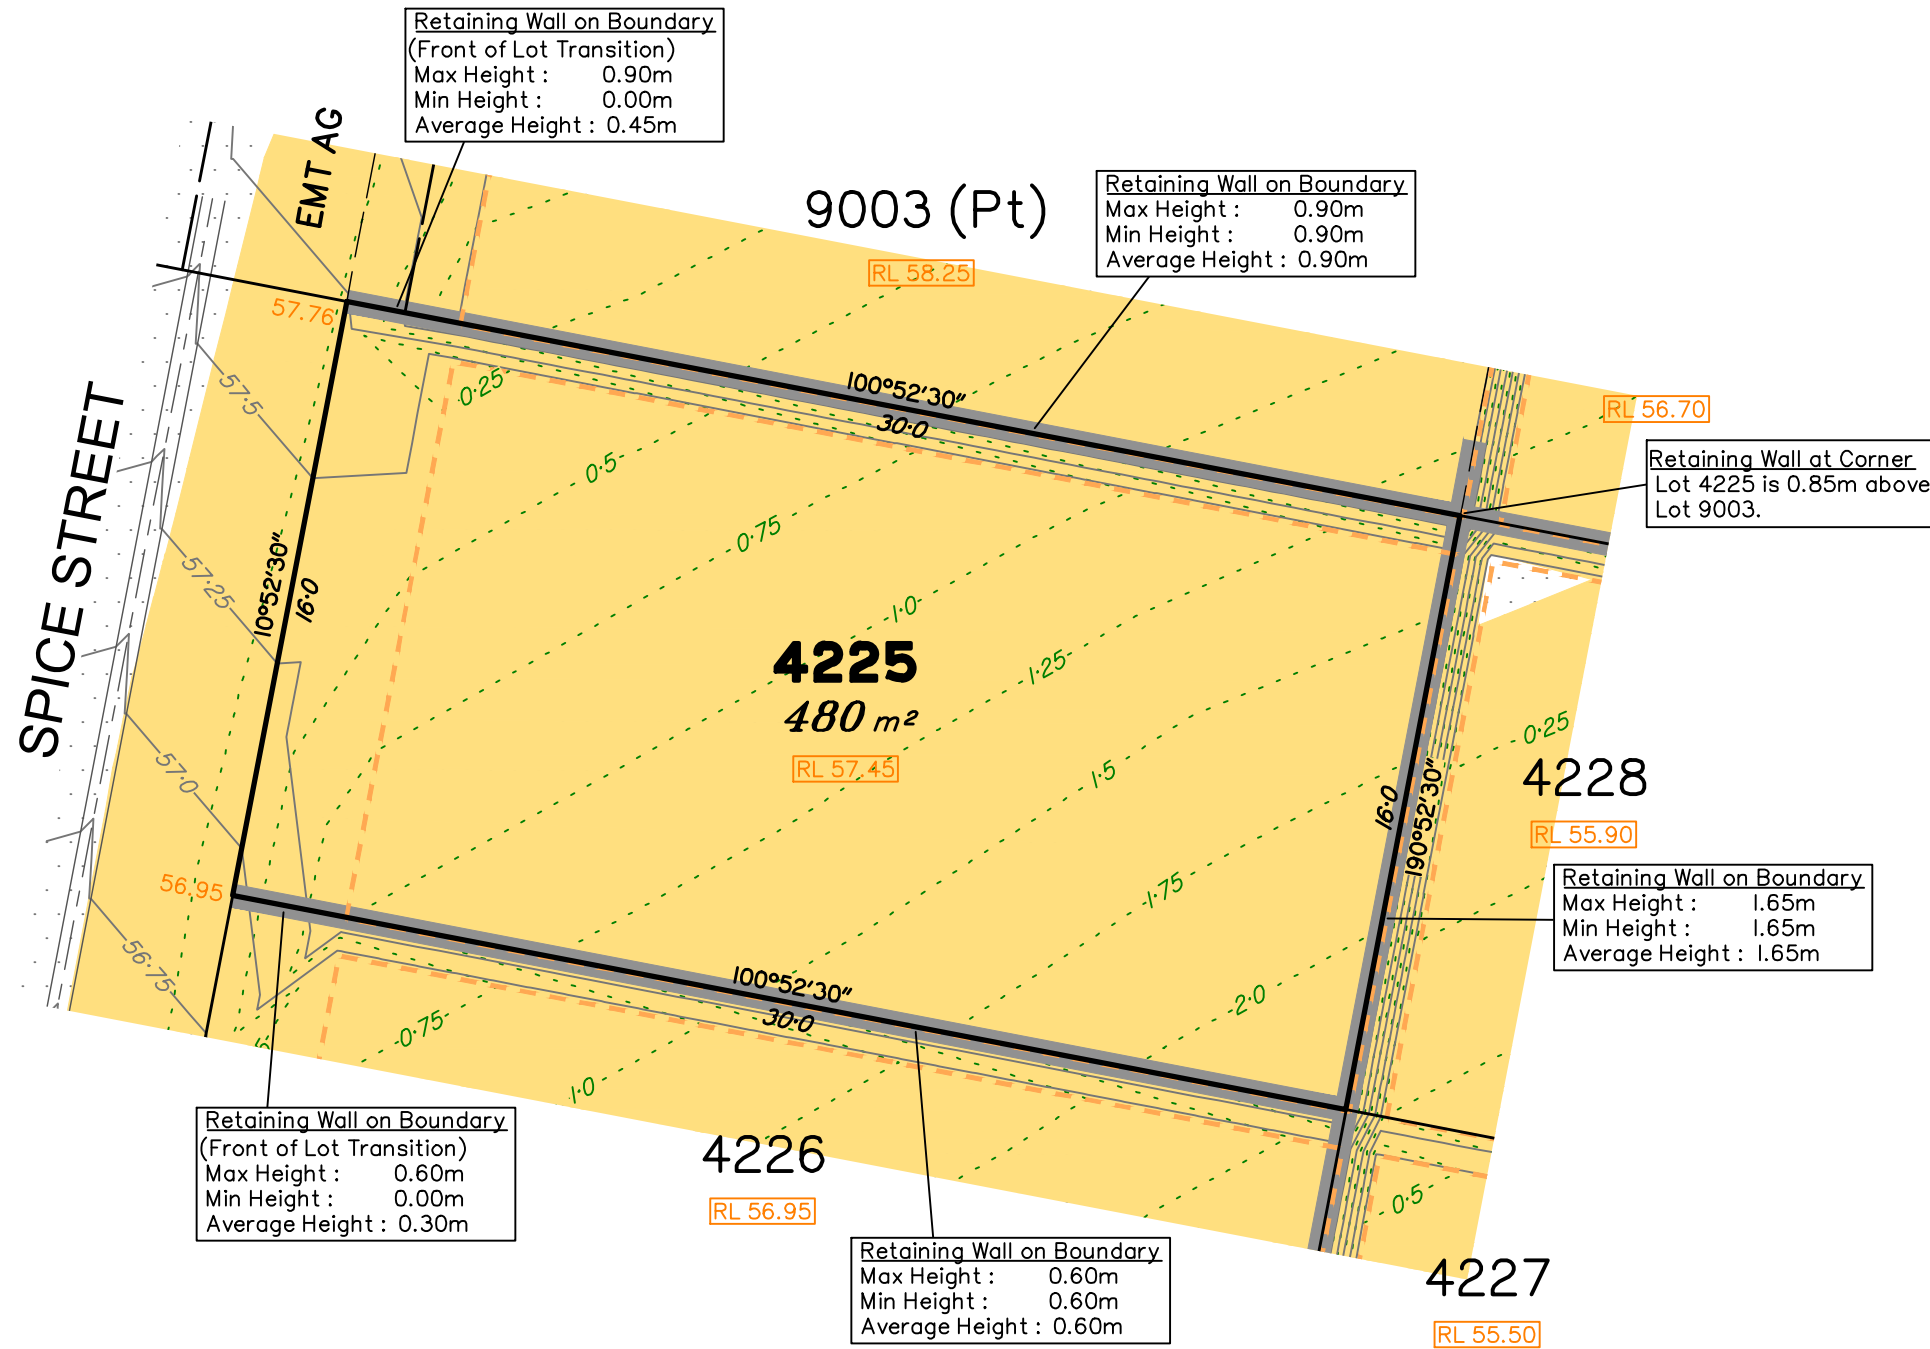 Retaining Wall on Boundary
(Front of Lot Transition)
Max Height : 0.90m
Min Height : 0.00m
Average Height : 0.45m
EMT AG
9003 (Pt)
RL 58.25
Retaining Wall on Boundary
Max Height : 0.90m
Min Height : 0.90m
Average Height : 0.90m
57.76
57·5
0·25
100°52'30"
30·0
RL 56.70
Retaining Wall at Corner
Lot 4225 is 0.85m above
Lot 9003.
SPICE STREET
0·5
0·75
57·25
10°52'30"
16·0
1·0
4225
480 m²
RL 57.45
1·25
1·5
0·25
4228
RL 55.90
57·0
16·0
190°52'30"
56.95
1·75
Retaining Wall on Boundary
Max Height : 1.65m
Min Height : 1.65m
Average Height : 1.65m
56·75
100°52'30"
30·0
2·0
0·75
5
1·0
Retaining Wall on Boundary
(Front of Lot Transition)
Max Height : 0.60m
Min Height : 0.00m
Average Height : 0.30m
4226
RL 56.95
0·5
Retaining Wall on Boundary
Max Height : 0.60m
Min Height : 0.60m
Average Height : 0.60m
4227
RL 55.50